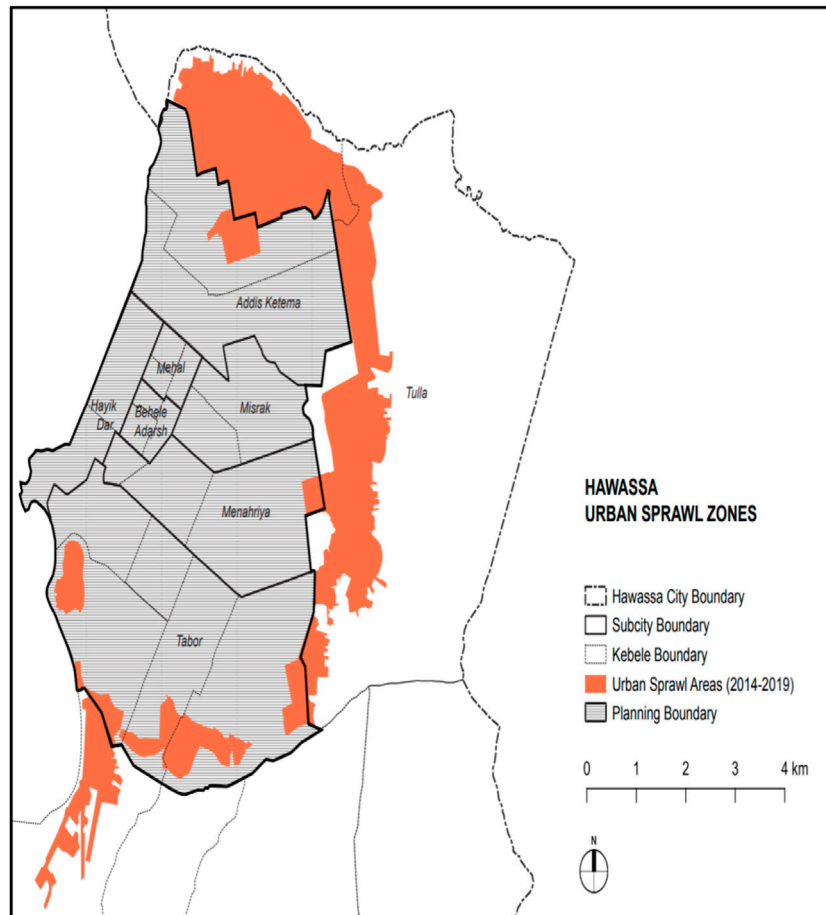 Addis Ketema
Mehal
Tulla
Hayik
Dar
Behele
Adarsh
Misrak
Menahriya
Tabor
HAWASSA
URBAN SPRAWL ZONES
Hawassa City Boundary
Subcity Boundary
Kebele Boundary
Urban Sprawl Areas (2014-2019)
Planning Boundary
0 1 2 3 4 km
N